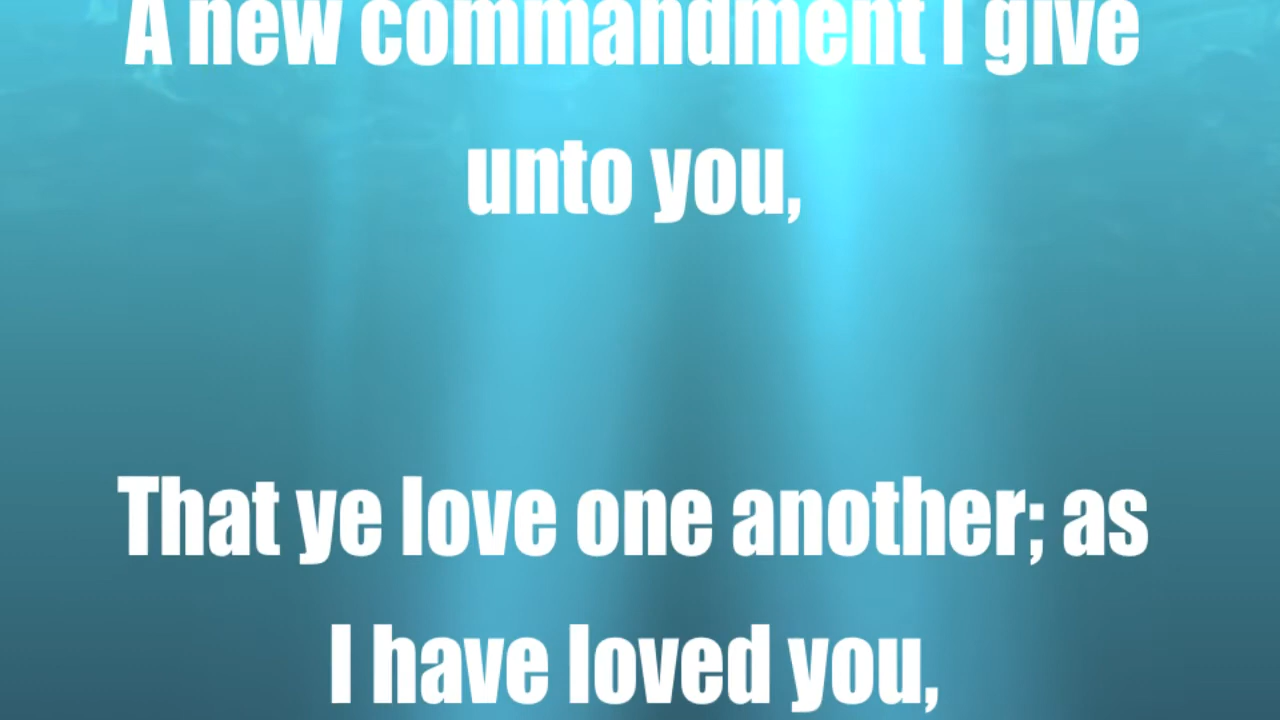 A new commandment I give
unto you,
That ye love one another; as
I have loved you,